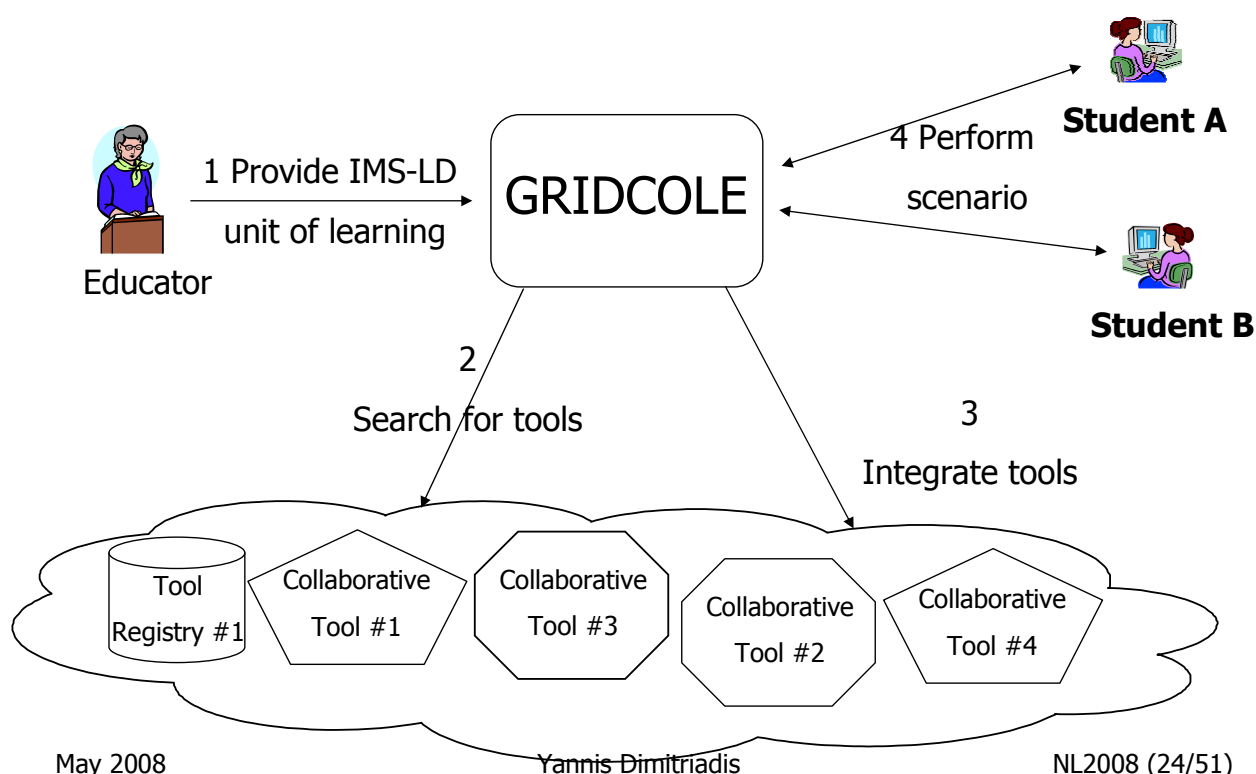 1 Provide IMS-LD
unit of learning
Educator
GRIDCOLE
4 Perform
scenario
Student A
Student B
2
Search for tools
3
Integrate tools
Tool
Registry #1
Collaborative
Tool #1
Collaborative
Tool #3
Collaborative
Tool #2
Collaborative
Tool #4
May 2008
Yannis Dimitriadis
NL2008 (24/51)